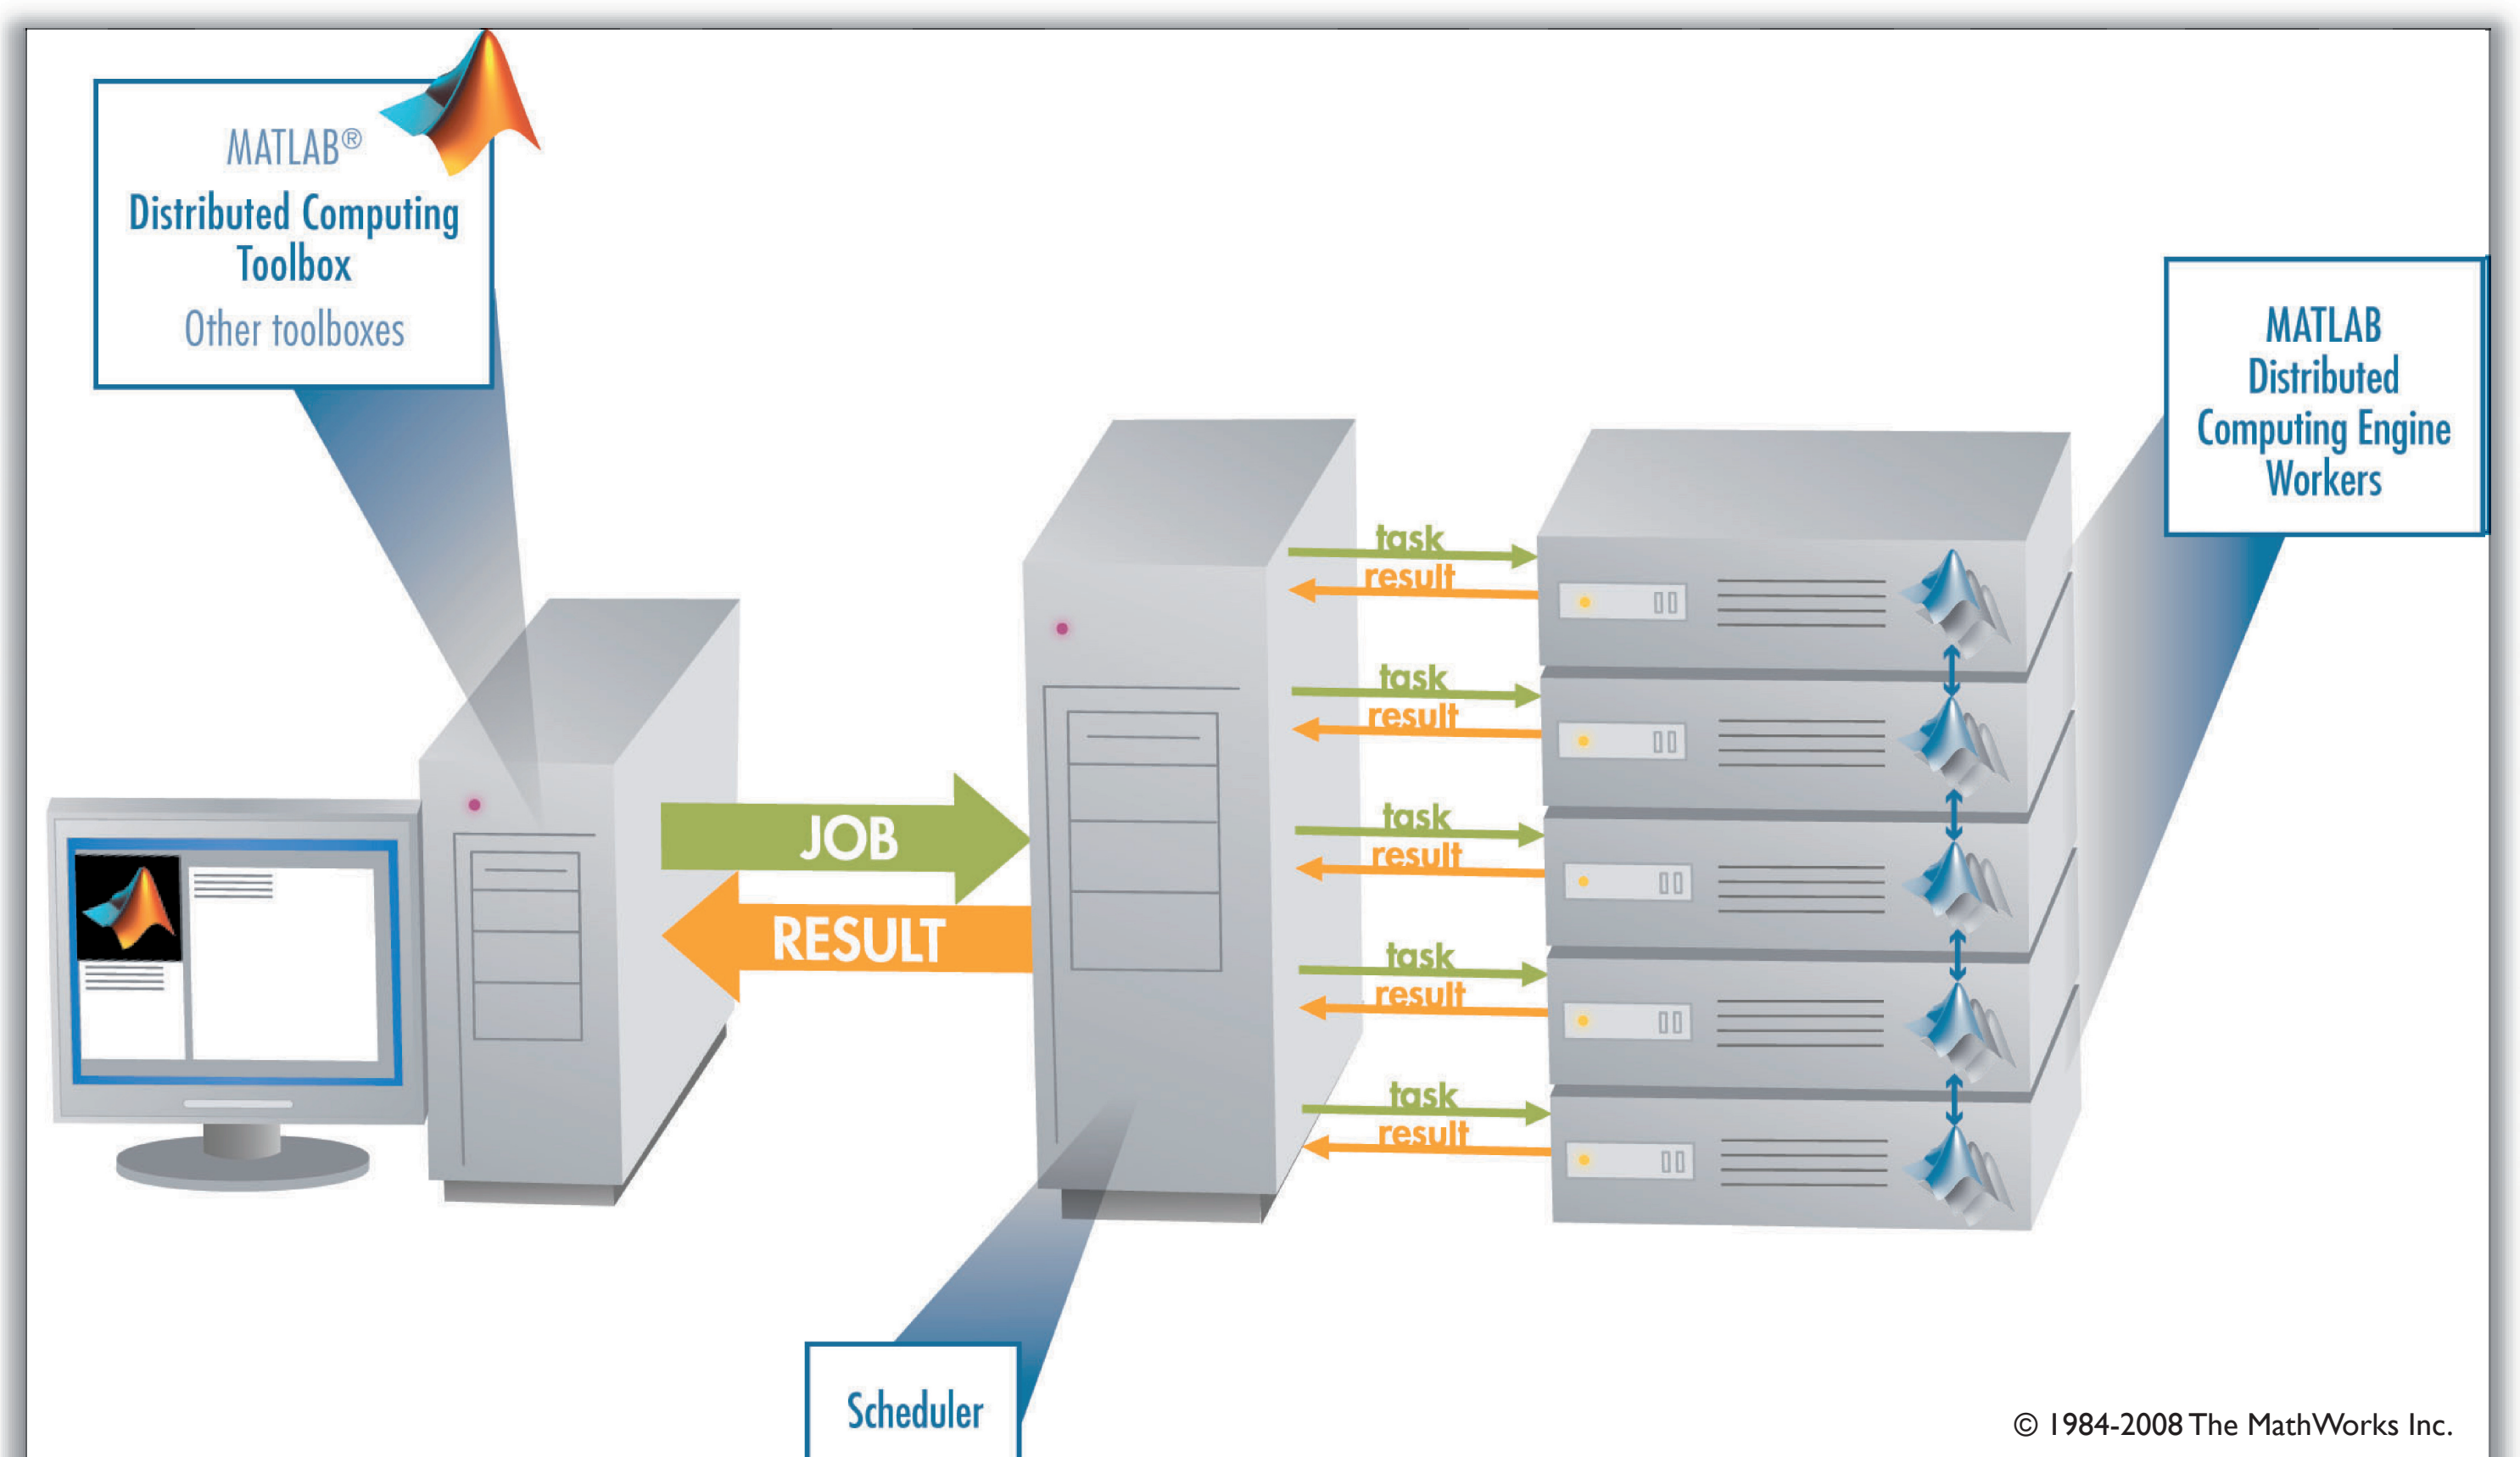 MATLAB®
Distributed Computing
Toolbox
Other toolboxes
MATLAB
Distributed
Computing Engine
Workers
task
result
task
result
JOB
task
result
RESULT
task
result
task
result
Scheduler
© 1984-2008 The MathWorks Inc.